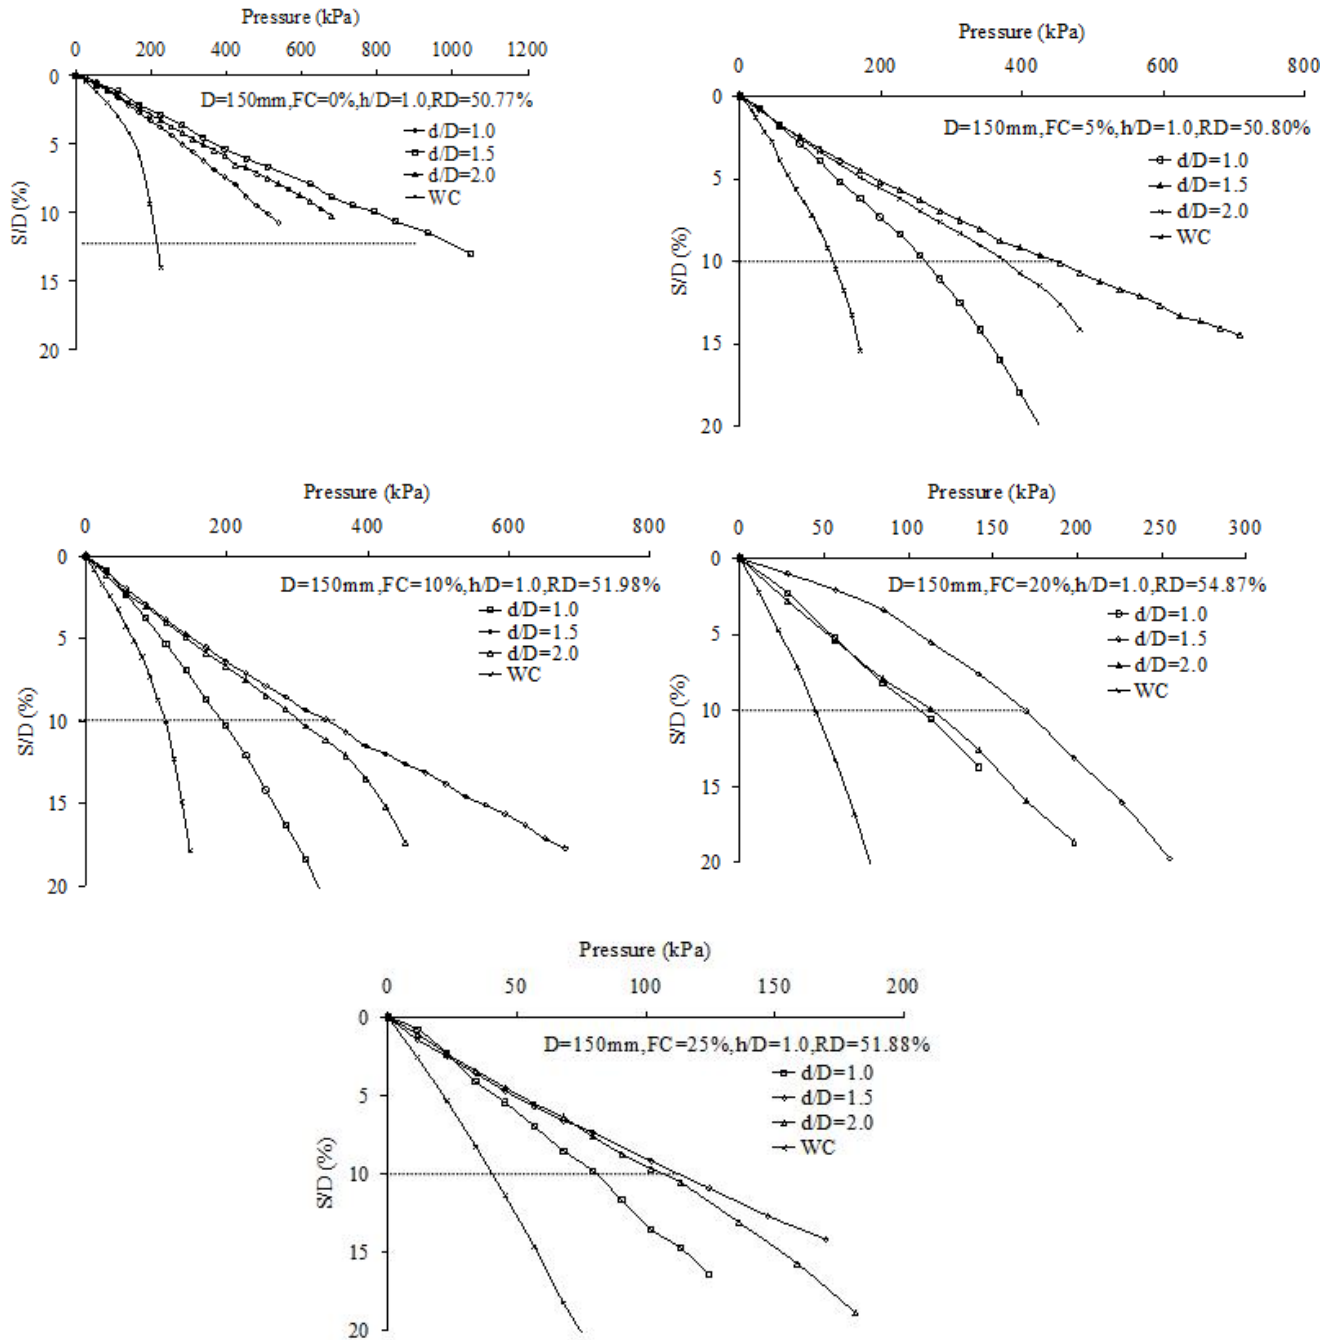 Pressure (kPa)
0 200 400 600 800 1000 1200
0
5
10
15
20
S/D (%)
D=150mm,FC=0%,h/D=1.0,RD=50.77%
d/D=1.0
d/D=1.5
d/D=2.0
WC
Pressure (kPa)
0 200 400 600 800
0
5
10
15
20
S/D (%)
D=150mm,FC=5%,h/D=1.0,RD=50.80%
d/D=1.0
d/D=1.5
d/D=2.0
WC
Pressure (kPa)
0 200 400 600 800
0
5
10
15
20
S/D (%)
D=150mm,FC=10%,h/D=1.0,RD=51.98%
d/D=1.0
d/D=1.5
d/D=2.0
WC
Pressure (kPa)
0 50 100 150 200 250 300
0
5
10
15
20
S/D (%)
D=150mm,FC=20%,h/D=1.0,RD=54.87%
d/D=1.0
d/D=1.5
d/D=2.0
WC
Pressure (kPa)
0 50 100 150 200
0
5
10
15
20
S/D (%)
D=150mm,FC=25%,h/D=1.0,RD=51.88%
d/D=1.0
d/D=1.5
d/D=2.0
WC